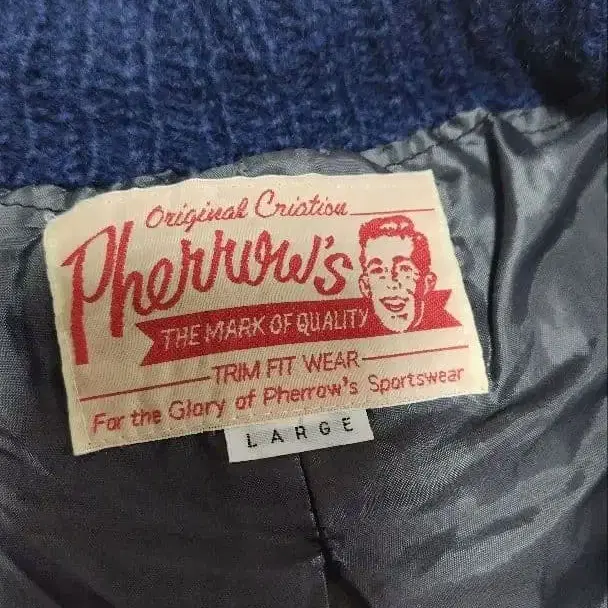 Original Criation
Pherrow's
THE MARK OF QUALITY
TRIM FIT WEAR
For the Glory of Pherrow's Sportswear
LARGE